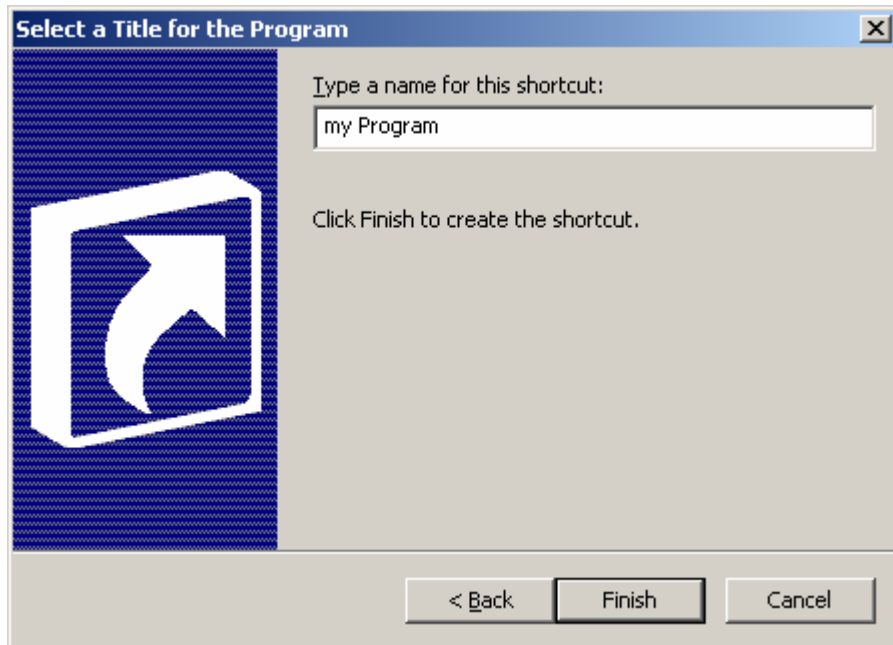 Select a Title for the Program
Type a name for this shortcut:
my Program
Click Finish to create the shortcut.
< Back
Finish
Cancel